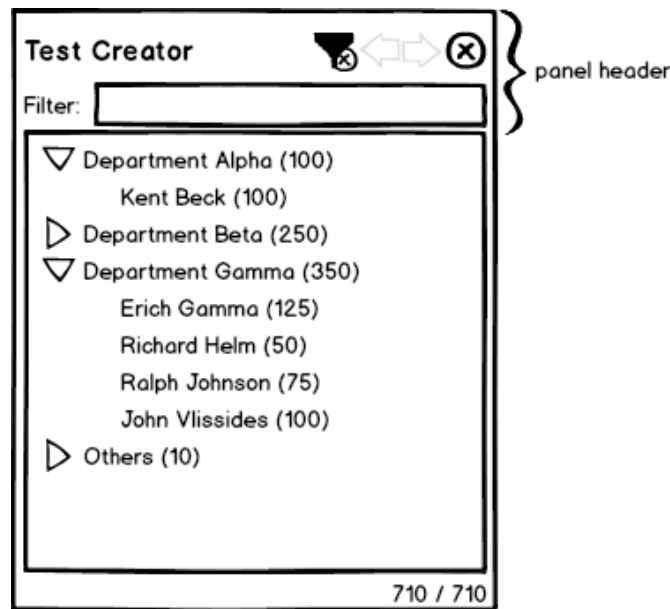 Test Creator
panel header
Filter:
Department Alpha (100)
Kent Beck (100)
Department Beta (250)
Department Gamma (350)
Erich Gamma (125)
Richard Helm (50)
Ralph Johnson (75)
John Vlissides (100)
Others (10)
710 / 710